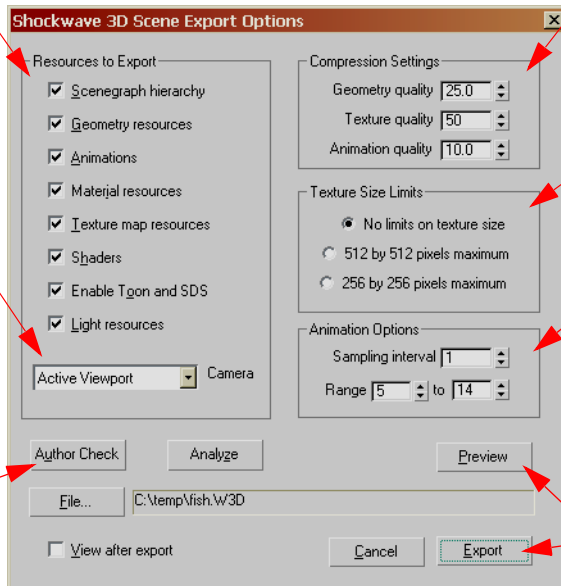 Shockwave 3D Scene Export Options
Resources to Export
Scenegraph hierarchy
Geometry resources
Animations
Material resources
Texture map resources
Shaders
Enable Toon and SDS
Light resources
Active Viewport Camera
Compression Settings
Geometry quality 25.0
Texture quality 50
Animation quality 10.0
Texture Size Limits
No limits on texture size
512 by 512 pixels maximum
256 by 256 pixels maximum
Animation Options
Sampling interval 1
Range 5 to 14
Author Check Analyze Preview
File... C:\temp\fish.W3D
View after export Cancel Export